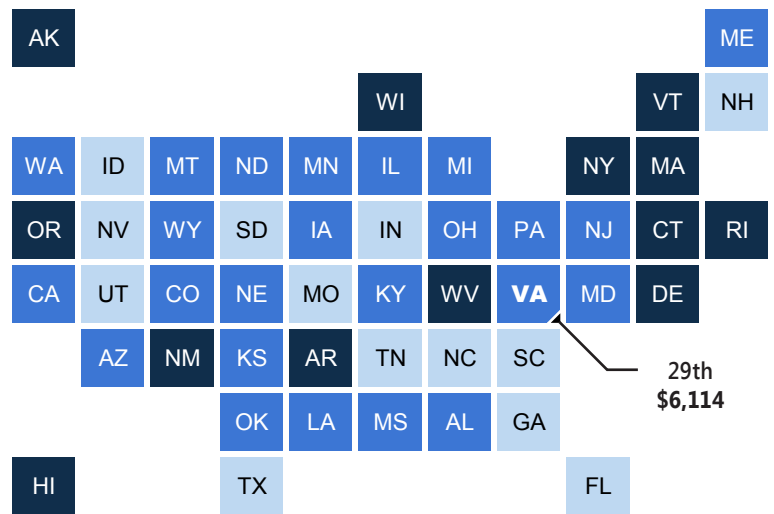 AK ME
WI VT NH
WA ID MT ND MN IL MI NY MA
OR NV WY SD IA IN OH PA NJ CT RI
CA UT CO NE MO KY WV VA MD DE
AZ NM KS AR TN NC SC
29th
$6,114
OK LA MS AL GA
HI TX FL